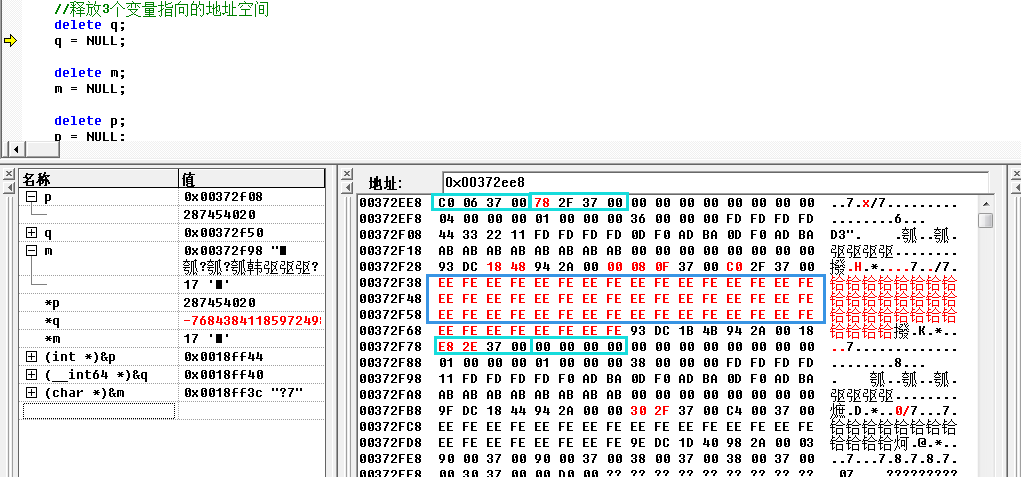 //释放3个变量指向的地址空间
delete q;
q = NULL;
delete m;
m = NULL;
delete p;
p = NULL;
名称 值
p 0x00372f08
287454020
q 0x00372f50
m 0x00372f98 "■
瓠?瓠?瓠韩驱驱驱?
17 '■'
*p 287454020
*q -7684384118597249
*m 17 '■'
(int *)&p 0x0018ff44
(__int64 *)&q 0x0018ff40
(char *)&m 0x0018ff3c "?7"
地址: 0x00372ee8
00372EE8 C0 06 37 00 78 2F 37 00 00 00 00 00 00 00 00 00 ..7.x/7.........
00372EF8 04 00 00 00 01 00 00 00 36 00 00 00 FD FD FD FD ........6...
00372F08 44 33 22 11 FD FD FD FD 0D F0 AD BA 0D F0 AD BA D3".
00372F18 AB AB AB AB AB AB AB AB 00 00 00 00 00 00 00 00 驱驱驱驱........
00372F28 93 DC 18 48 94 2A 00 00 08 0F 37 00 C0 2F 37 00 撥.H.*....7../7.
00372F38 EE FE EE FE EE FE EE FE EE FE EE FE EE FE EE FE 铪铪铪铪铪铪铪铪
00372F48 EE FE EE FE EE FE EE FE EE FE EE FE EE FE EE FE 铪铪铪铪铪铪铪铪
00372F58 EE FE EE FE EE FE EE FE EE FE EE FE EE FE EE FE 铪铪铪铪铪铪铪铪
00372F68 EE FE EE FE EE FE EE FE 93 DC 1B 4B 94 2A 00 18 铪铪铪铪撥.K.*..
00372F78 E8 2E 37 00 00 00 00 00 00 00 00 00 00 00 00 00 ..7.............
00372F88 01 00 00 00 01 00 00 00 38 00 00 00 FD FD FD FD ........8...
00372F98 11 FD FD FD FD F0 AD BA 0D F0 AD BA 0D F0 AD BA
00372FA8 AB AB AB AB AB AB AB AB 00 00 00 00 00 00 00 00 驱驱驱驱........
00372FB8 9F DC 18 44 94 2A 00 00 30 2F 37 00 C4 00 37 00 .D.*..0/7...7.
00372FC8 EE FE EE FE EE FE EE FE EE FE EE FE EE FE EE FE 铪铪铪铪铪铪铪铪
00372FD8 EE FE EE FE EE FE EE FE 9E DC 1D 40 98 2A 00 03 铪铪铪铪.@.*..
00372FE8 90 00 37 00 90 00 37 00 38 00 37 00 38 00 37 00 ..7...7.8.7.8.7.